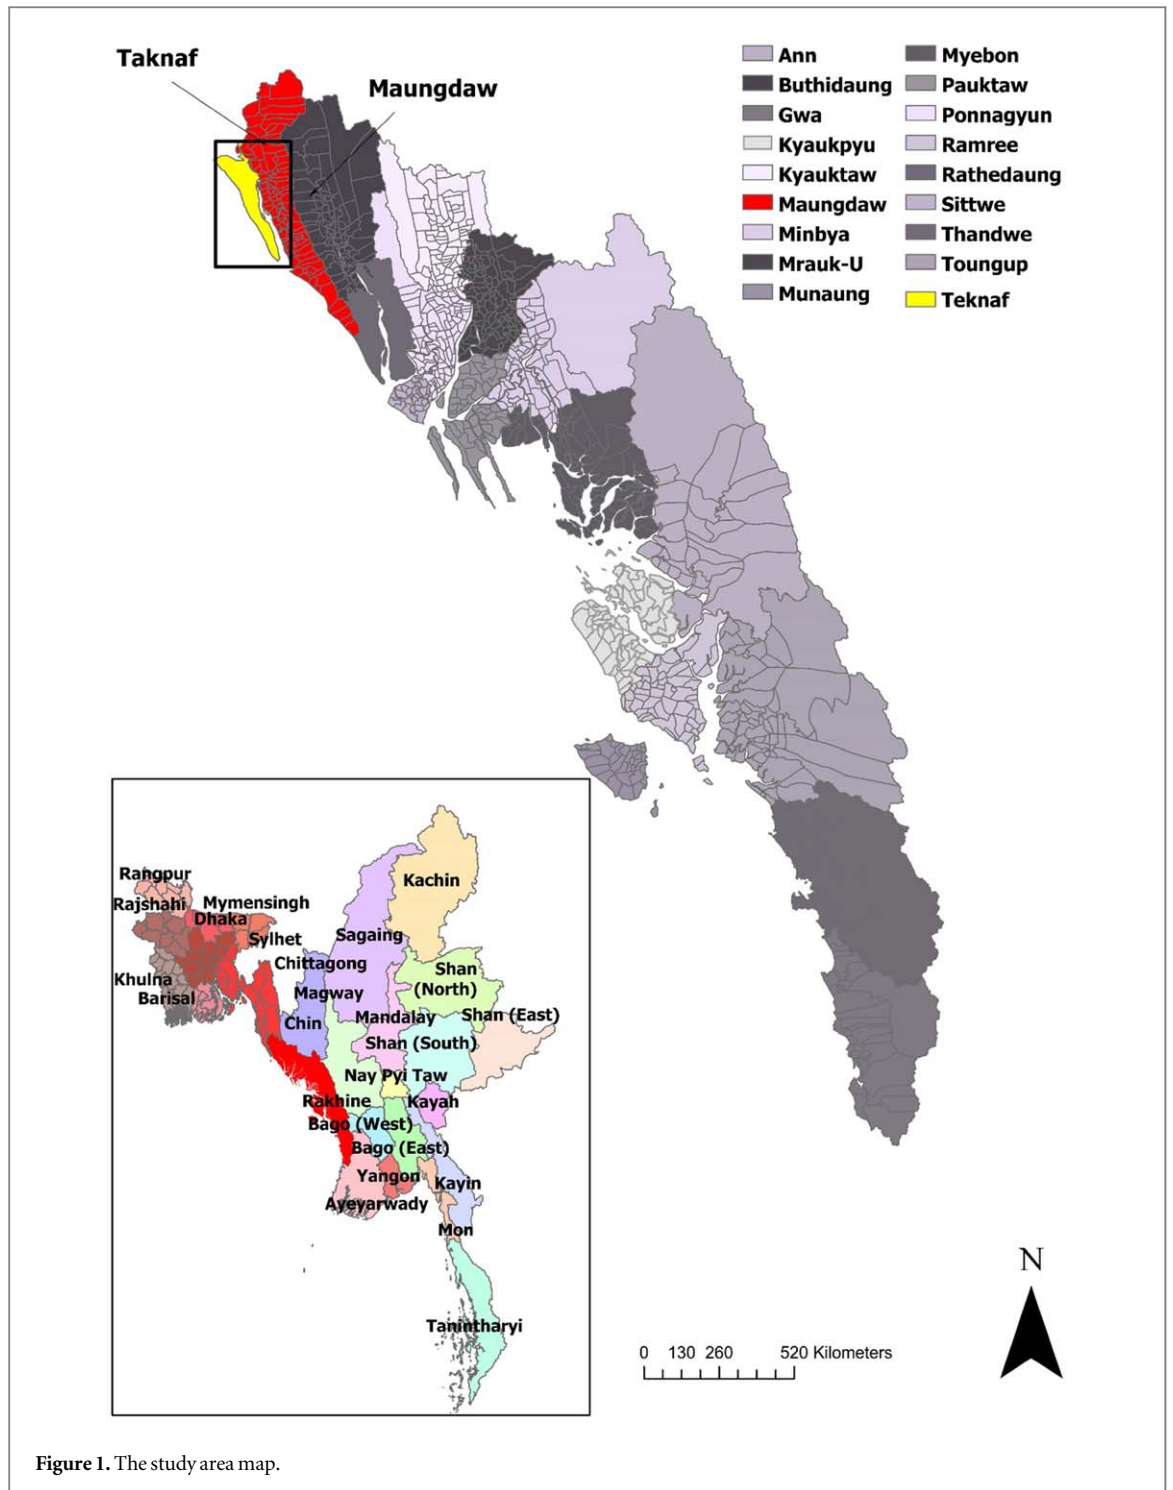 Taknaf
Maungdaw
Ann
Buthidaung
Gwa
Kyaukpyu
Kyauktaw
Maungdaw
Minbya
Mrauk-U
Munaung
Myebon
Pauktaw
Ponnagyun
Ramree
Rathedaung
Sittwe
Thandwe
Toungup
Teknaf
Rangpur
Rajshahi
Mymensingh
Dhaka
Sylhet
Khulna
Barisal
Chittagong
Kachin
Sagaing
Shan
(North)
Magway
Chin
Mandalay
Shan (East)
Shan (South)
Nay Pyi Taw
Rakhine
Kayah
Bago (West)
Bago (East)
Yangon
Kayin
Ayeyarwady
Mon
Tanintharyi
N
0 130 260 520 Kilometers
Figure 1. The study area map.